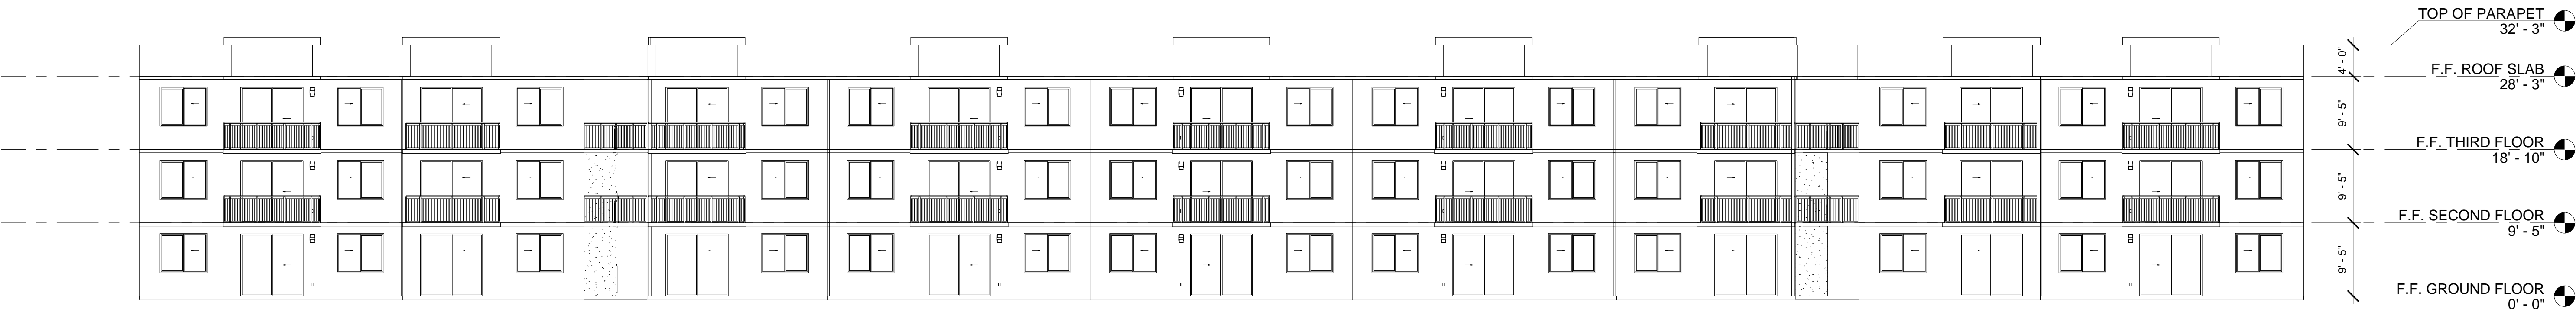 TOP OF PARAPET
32' - 3"
4' - 0"
F.F. ROOF SLAB
28' - 3"
9' - 5"
F.F. THIRD FLOOR
18' - 10"
9' - 5"
F.F. SECOND FLOOR
9' - 5"
9' - 5"
F.F. GROUND FLOOR
0' - 0"